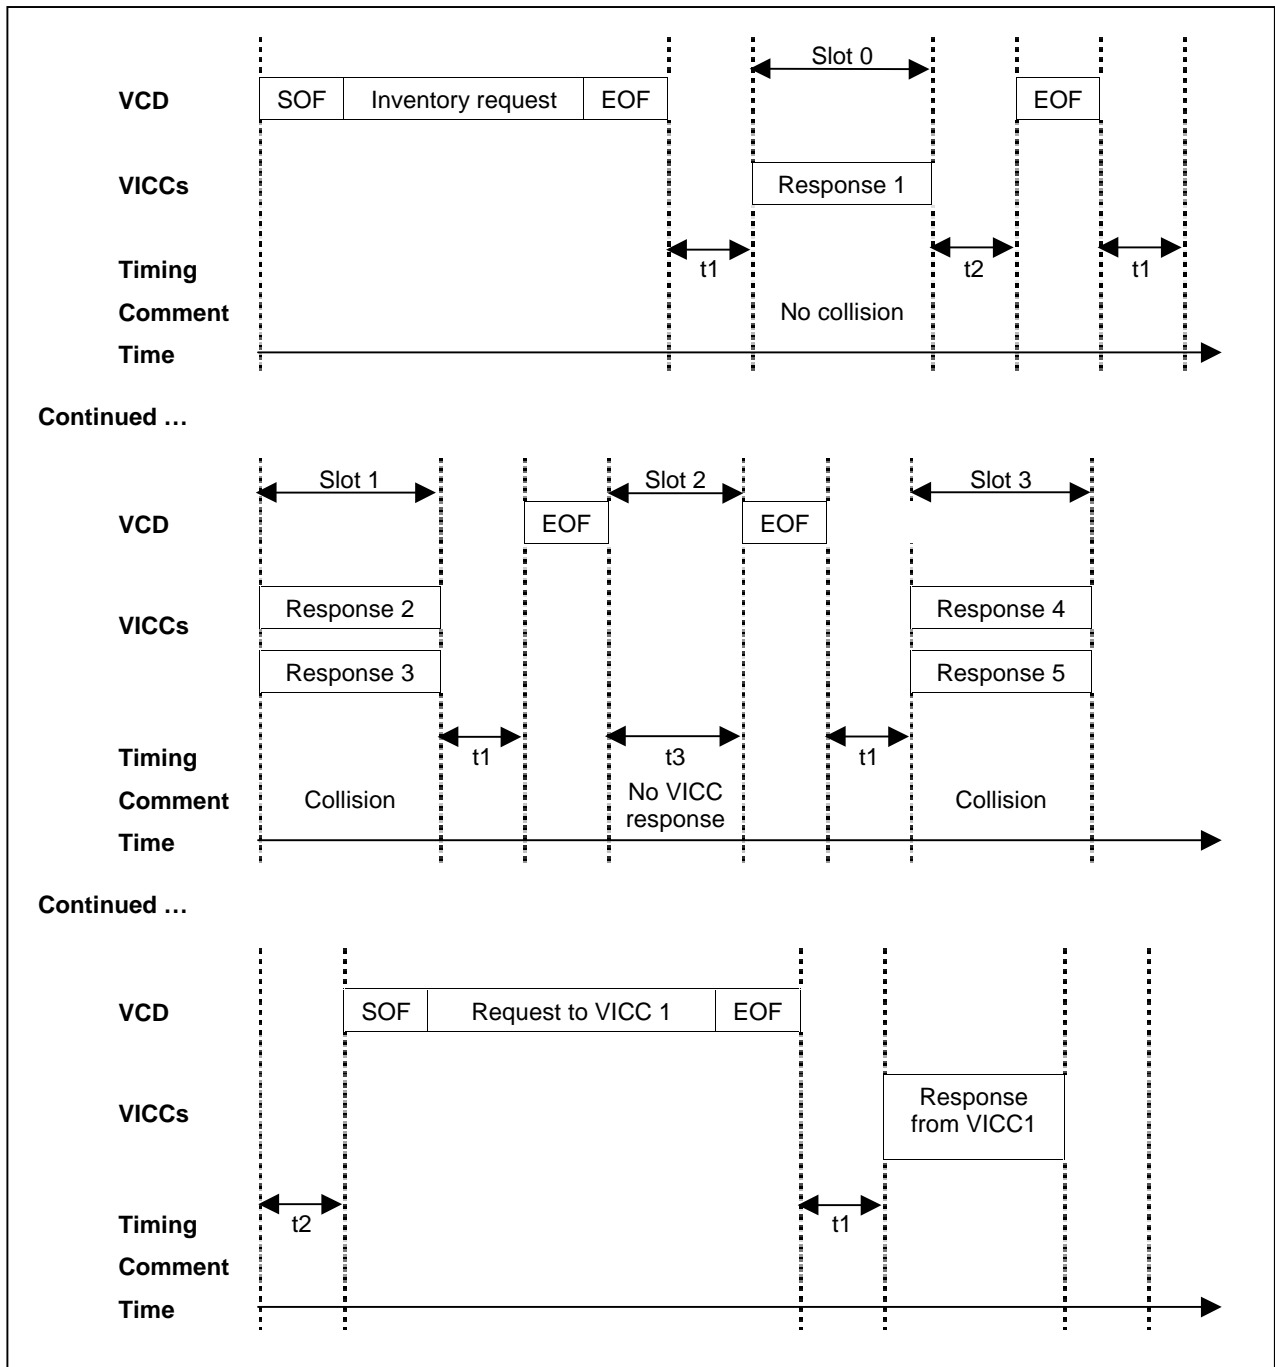 Slot 0
VCD SOF Inventory request EOF EOF
VICCs Response 1
Timing t1 t2 t1
Comment No collision
Time
Continued …
Slot 1 Slot 2 Slot 3
VCD EOF EOF
VICCs Response 2 Response 4
Response 3 Response 5
Timing t1 t3 t1
Comment Collision No VICC response Collision
Time
Continued …
VCD SOF Request to VICC 1 EOF
VICCs Response
from VICC1
Timing t2 t1
Comment
Time